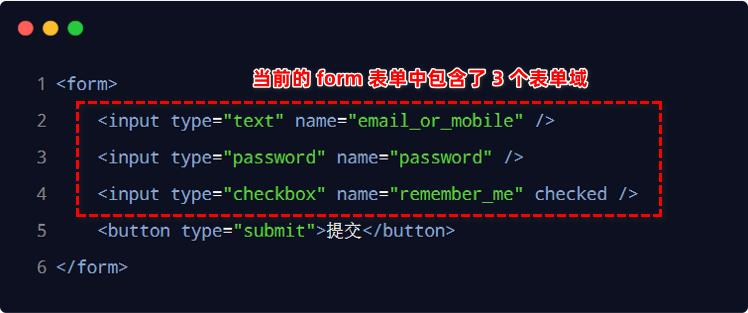 当前的 form 表单中包含了 3 个表单域
1 <form>
2 <input type="text" name="email_or_mobile" />
3 <input type="password" name="password" />
4 <input type="checkbox" name="remember_me" checked />
5 <button type="submit">提交</button>
6 </form>